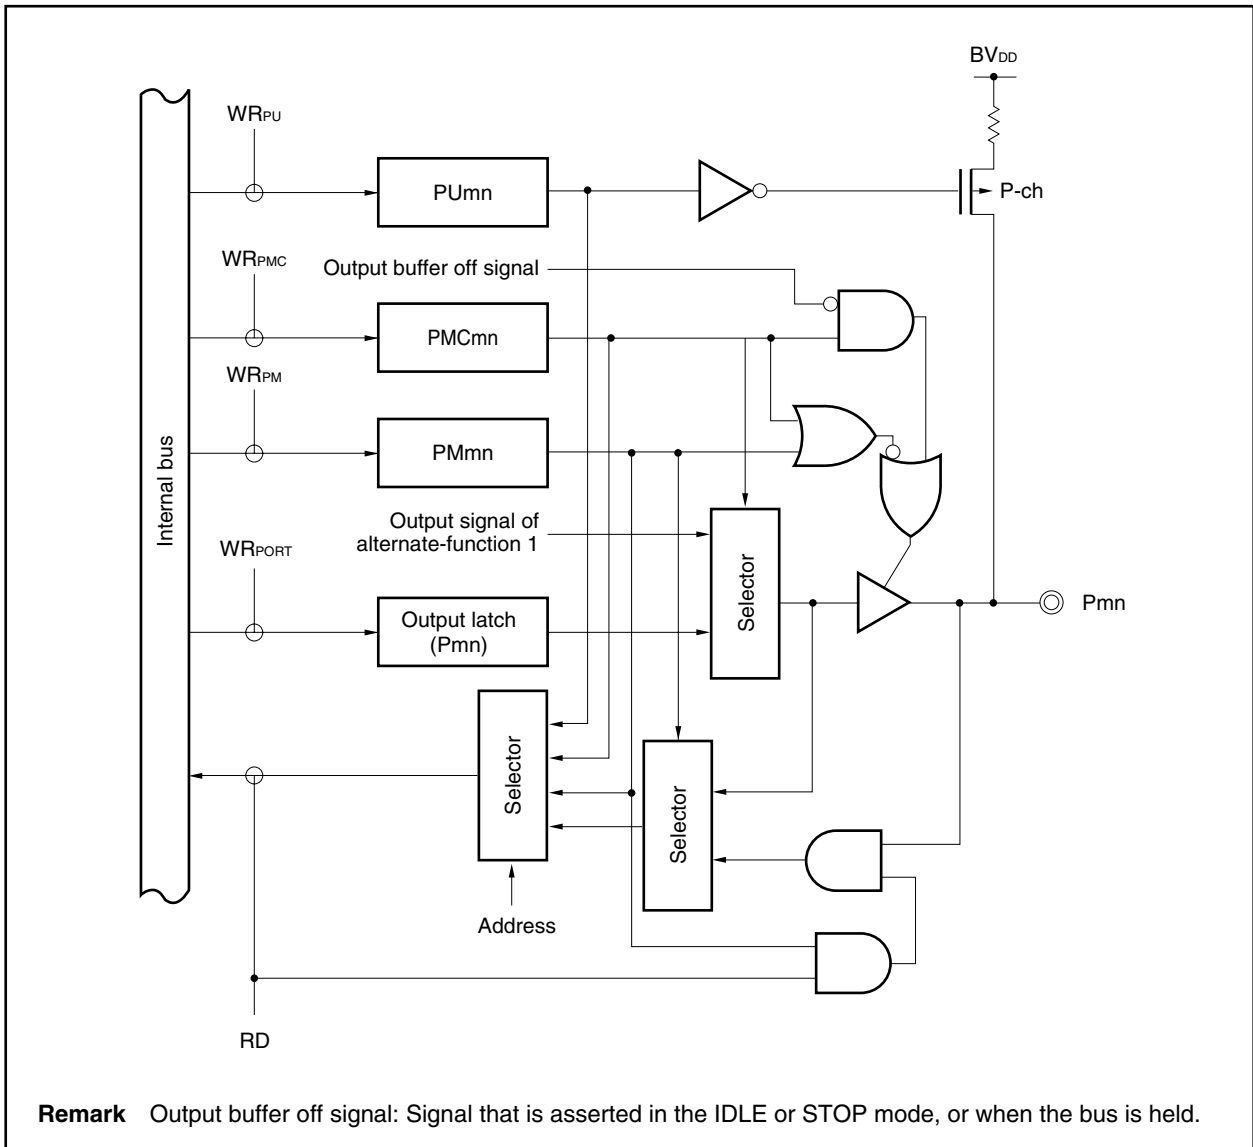 BVDD
WRPU
PUmn
P-ch
WRPMC
Output buffer off signal
PMCmn
WRPM
PMmn
Internal bus
Output signal of
alternate-function 1
Selector
WRPORT
Output latch
(Pmn)
Pmn
Selector
Selector
Address
RD
Remark Output buffer off signal: Signal that is asserted in the IDLE or STOP mode, or when the bus is held.